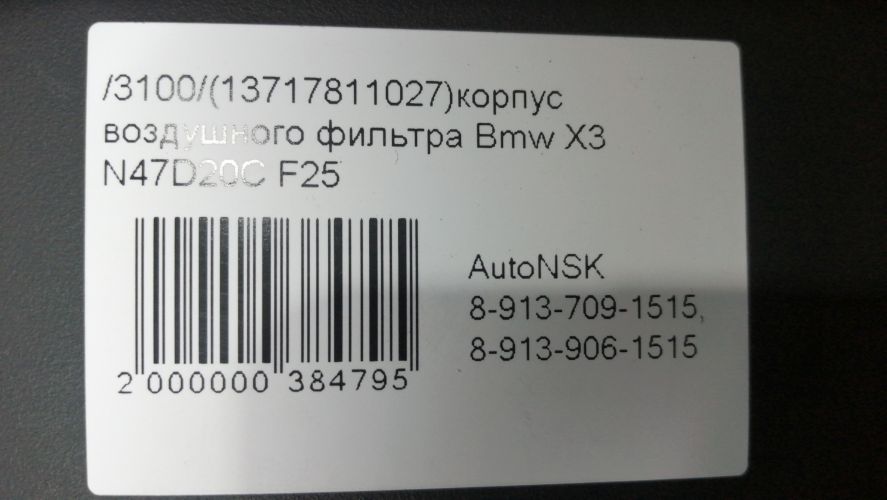 /3100/(13717811027)корпус
воздушного фильтра Bmw X3
N47D20C F25
AutoNSK
8-913-709-1515,
8-913-906-1515
2 000000 384795